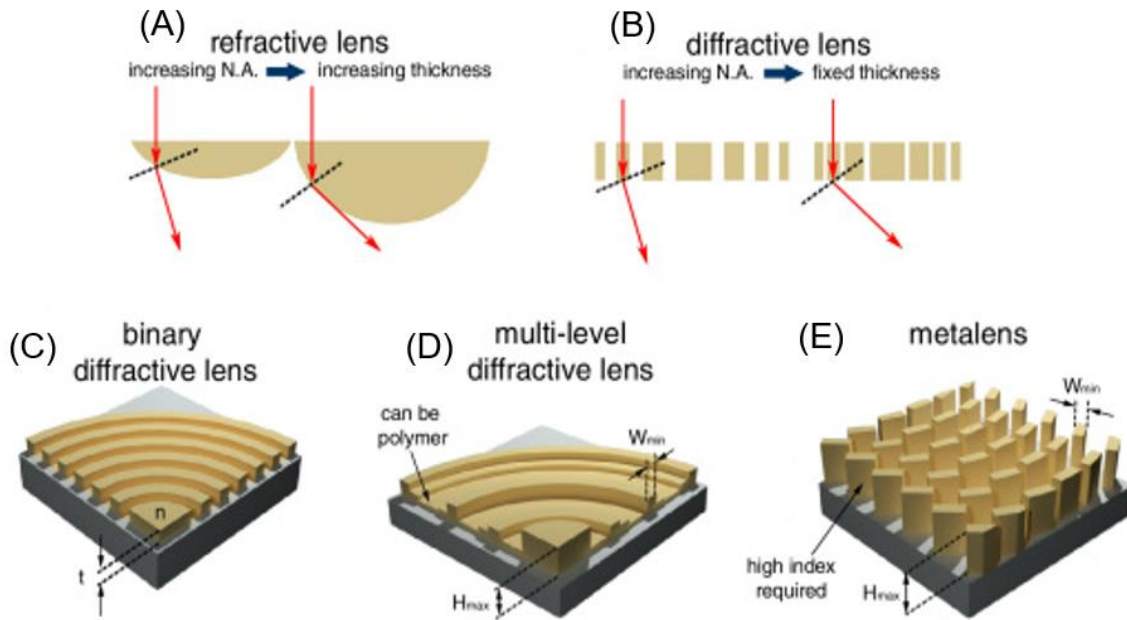 (A)
refractive lens
increasing N.A. increasing thickness
(B)
diffractive lens
increasing N.A. fixed thickness
(C)
binary
diffractive lens
n
t
(D)
multi-level
diffractive lens
can be
polymer
Wmin
Hmax
(E)
metalens
Wmin
high index
required
Hmax